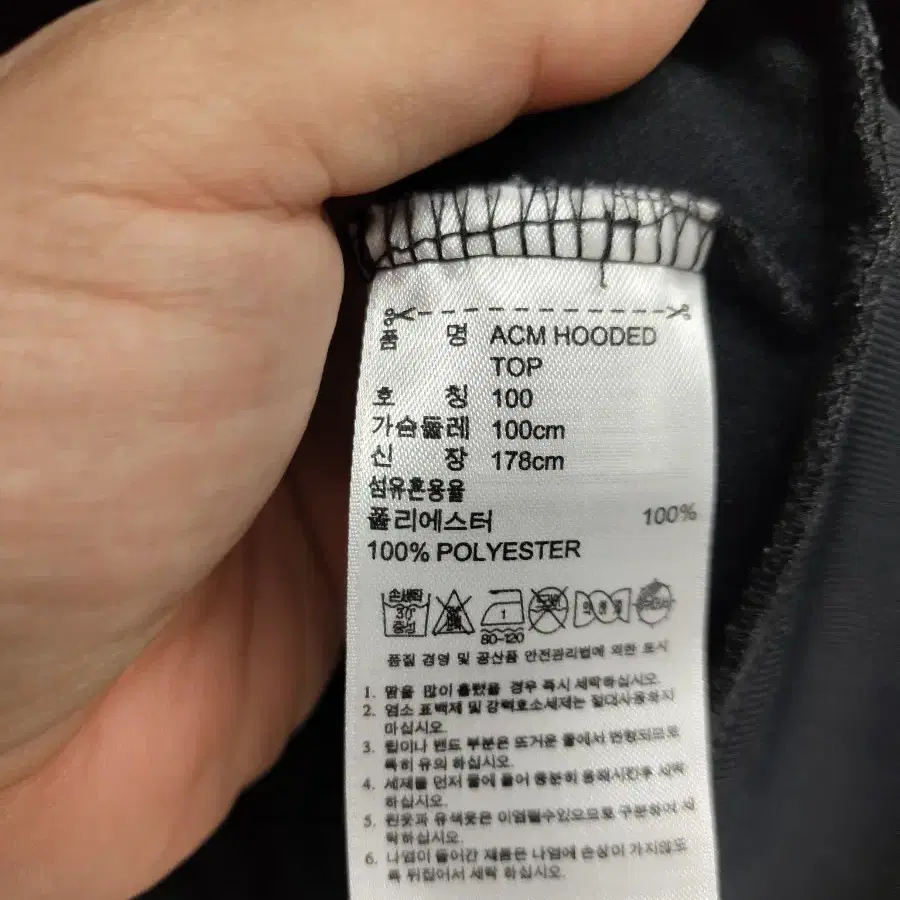 품 명 ACM HOODED
TOP
호 칭 100
가슴둘레 100cm
신 장 178cm
섬유혼용율
폴리에스터 100%
100% POLYESTER
손세탁
30
중성
1
80-120
품질 경영 및 공산품 안전관리법에 의한 표시
1. 땀을 많이 흘렸을 경우 즉시 세탁하십시오.
2. 염소 표백제 및 강력효소세제는 절대사용하지
마십시오.
3. 립이나 밴드 부분은 뜨거운 물에서 변형되므로
특히 유의 하십시오.
4. 세제를 먼저 물에 풀어 충분히 용해시킨후 세탁
하십시오.
5. 흰옷과 유색옷은 이염될수있으므로 구분하여 세
탁하십시오.
6. 나염이 들어간 제품은 나염에 손상이 가지않도
록 뒤집어서 세탁 하십시오.